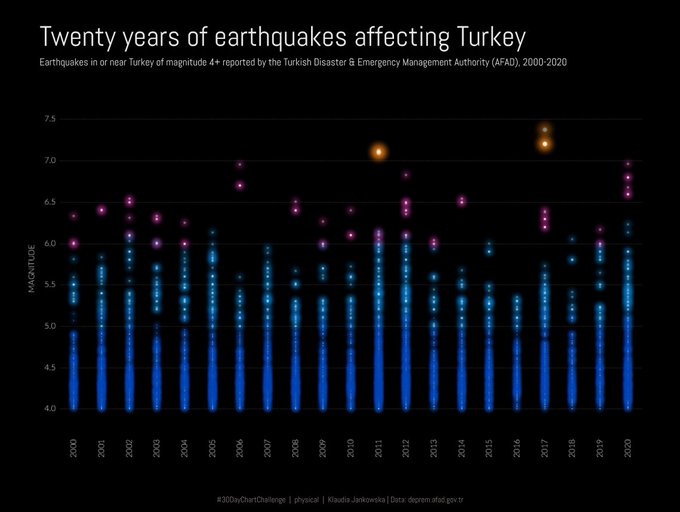 Twenty years of earthquakes affecting Turkey
Earthquakes in or near Turkey of magnitude 4+ reported by the Turkish Disaster & Emergency Management Authority (AFAD), 2000-2020
7.5
7.0
6.5
6.0
5.5
5.0
4.5
4.0
MAGNITUDE
2000 2001 2002 2003 2004 2005 2006 2007 2008 2009 2010 2011 2012 2013 2014 2015 2016 2017 2018 2019 2020
#30DayChartChallenge | physical | Klaudia Jankowska | Data: deprem.afad.gov.tr